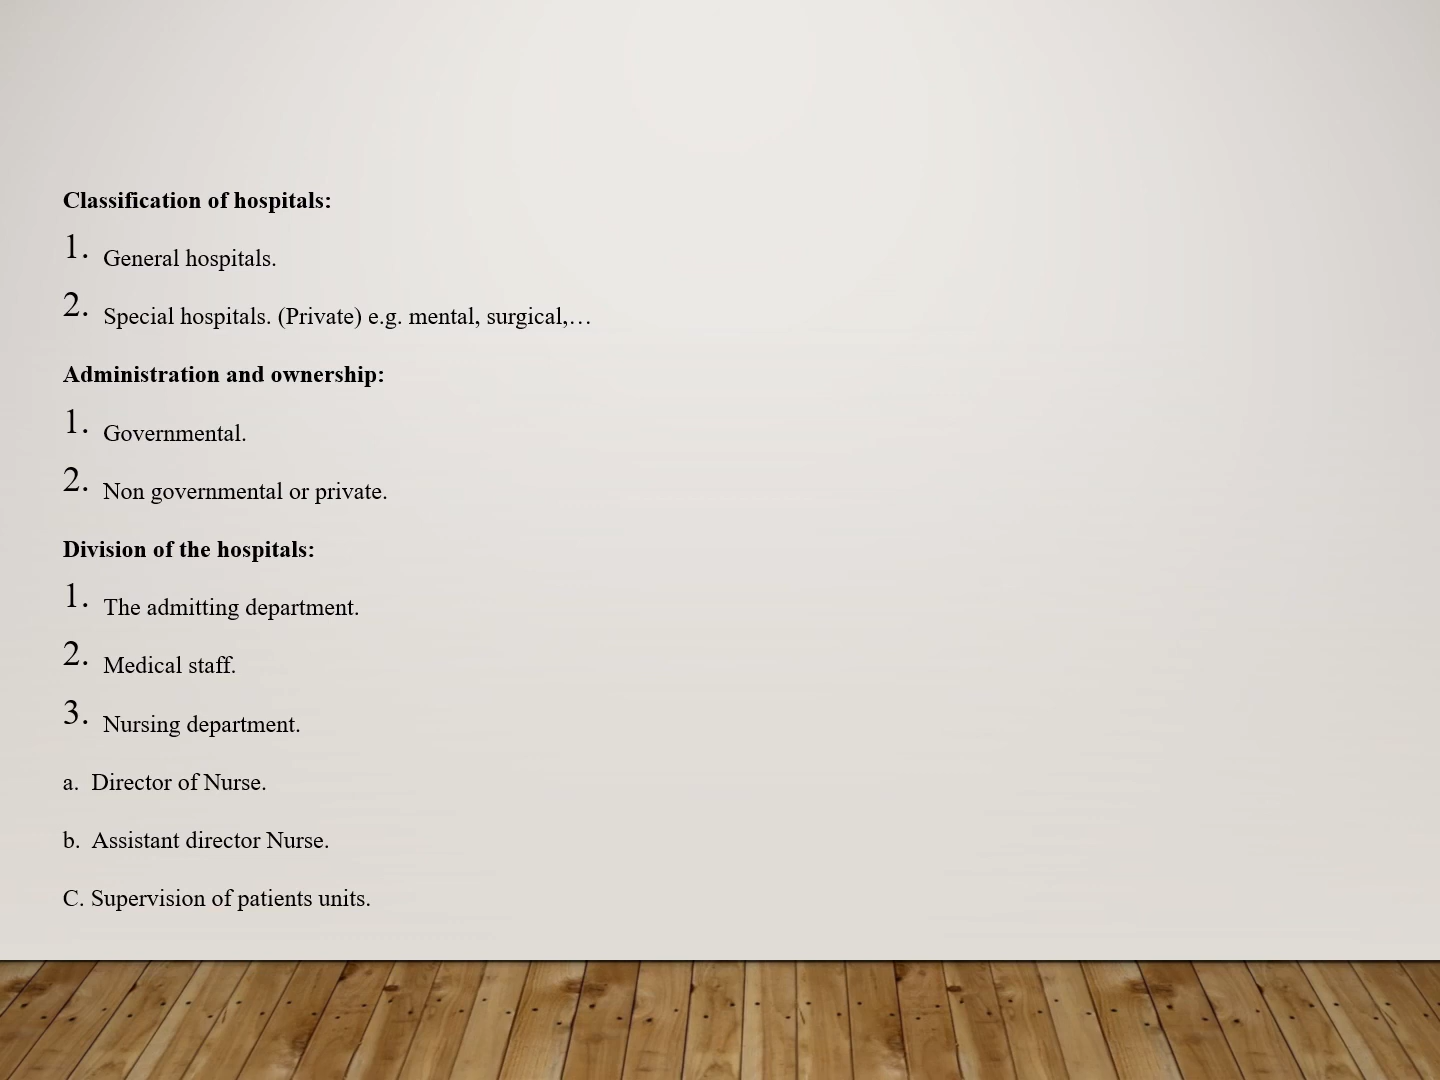 Classification of hospitals:
1. General hospitals.
2. Special hospitals. (Private) e.g. mental, surgical,…
Administration and ownership:
1. Governmental.
2. Non governmental or private.
Division of the hospitals:
1. The admitting department.
2. Medical staff.
3. Nursing department.
a. Director of Nurse.
b. Assistant director Nurse.
C. Supervision of patients units.